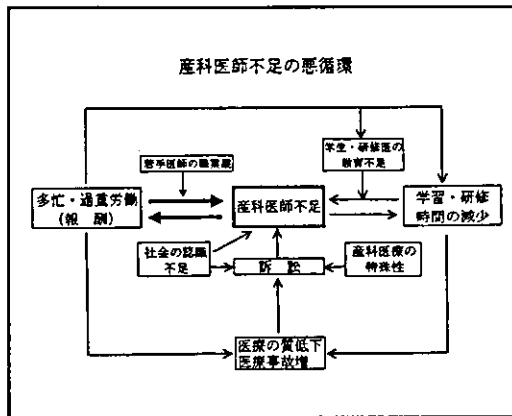 産科医師不足の悪循環
若手医師の職業観
学生・研修医の
教育不足
多忙・過重労働
(報 酬)
産科医師不足
学習・研修
時間の減少
社会の認識
不足
訴 訟
産科医療の
特殊性
医療の質低下
医療事故増